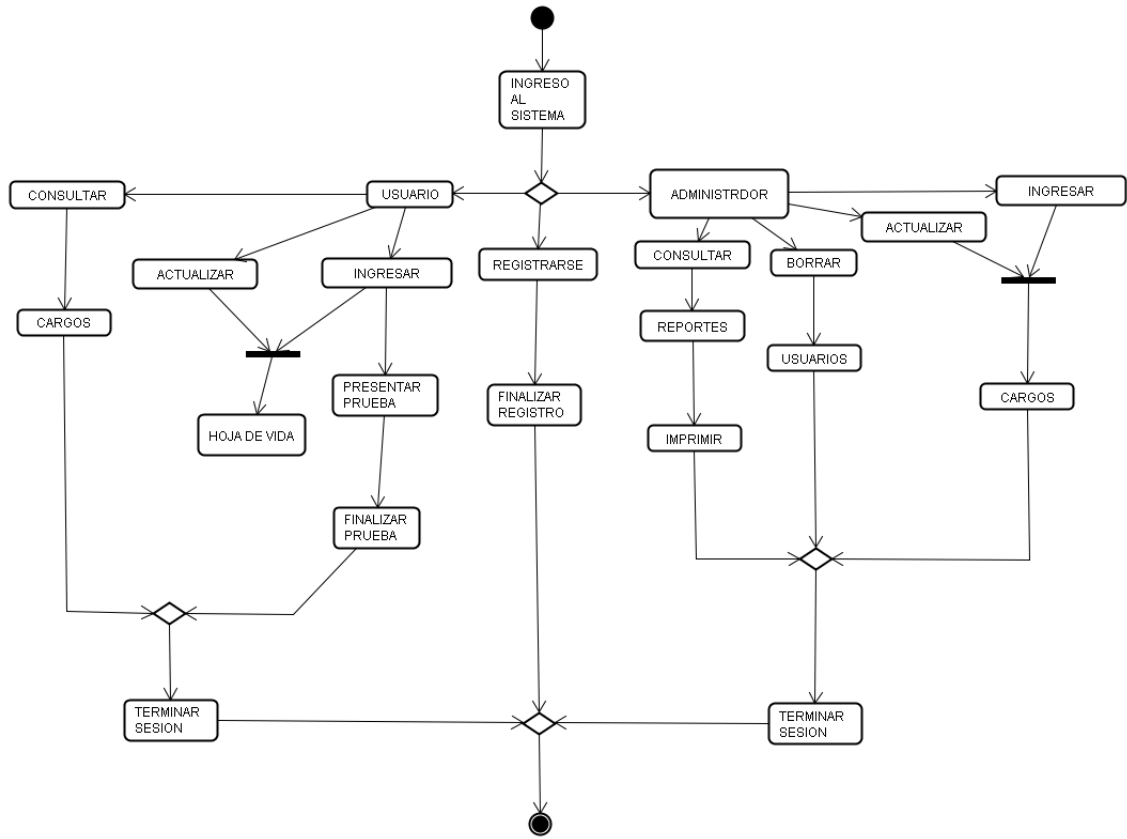 INGRESO
AL
SISTEMA
CONSULTAR
USUARIO
ADMINISTRDOR
INGRESAR
ACTUALIZAR
CONSULTAR
BORRAR
REGISTRARSE
ACTUALIZAR
INGRESAR
CARGOS
REPORTES
USUARIOS
PRESENTAR
PRUEBA
FINALIZAR
REGISTRO
CARGOS
HOJA DE VIDA
IMPRIMIR
FINALIZAR
PRUEBA
TERMINAR
SESION
TERMINAR
SESION